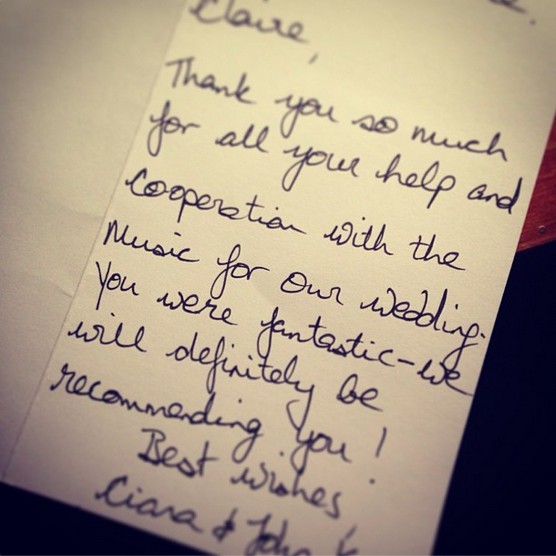 Claire,
Thank you so much
for all your help and
Cooperation with the
Music for our wedding.
You were fantastic-we
will definitely be
recommending you!
Best wishes
Ciara & John